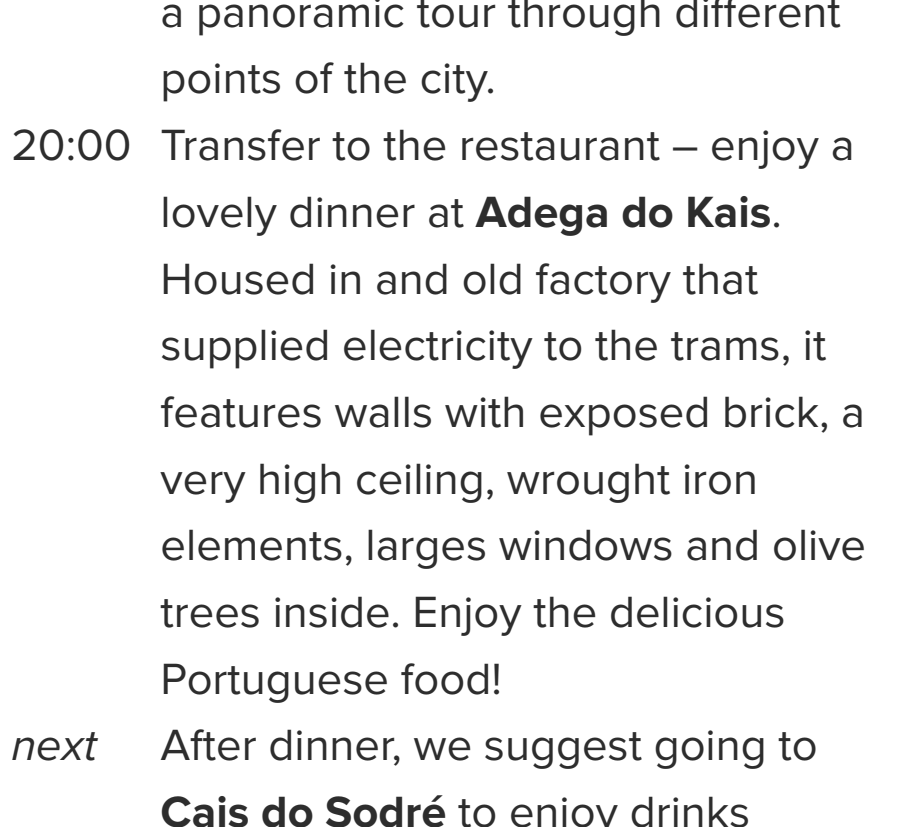 a panoramic tour through different
points of the city.
20:00 Transfer to the restaurant – enjoy a
lovely dinner at Adega do Kais.
Housed in and old factory that
supplied electricity to the trams, it
features walls with exposed brick, a
very high ceiling, wrought iron
elements, larges windows and olive
trees inside. Enjoy the delicious
Portuguese food!
next After dinner, we suggest going to
Cais do Sodré to enjoy drinks